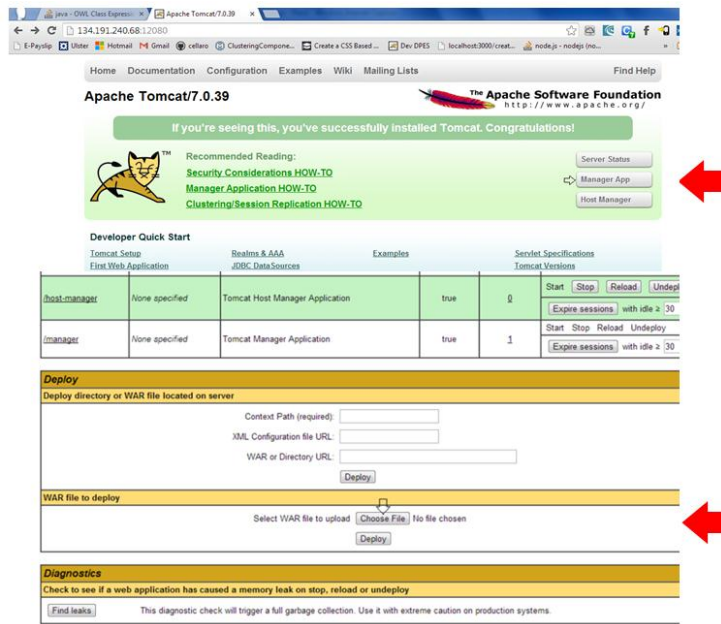 java - OWL Class Expressi
Apache Tomcat/7.0.39
134.191.240.68:12080
E-Payslip Ulster Hotmail Gmail cellaro ClusteringCompone... Create a CSS Based ... Dev DPES localhost:3000/creat... node.js - nodejs (no... »
Home Documentation Configuration Examples Wiki Mailing Lists Find Help
Apache Tomcat/7.0.39
The Apache Software Foundation
http://www.apache.org/
If you're seeing this, you've successfully installed Tomcat. Congratulations!
TM
Recommended Reading:
Security Considerations HOW-TO
Manager Application HOW-TO
Clustering/Session Replication HOW-TO
Server Status
Manager App
Host Manager
Developer Quick Start
Tomcat Setup Realms & AAA Examples Servlet Specifications
First Web Application JDBC DataSources Tomcat Versions
/host-manager None specified Tomcat Host Manager Application true 0 Start Stop Reload Undepl
Expire sessions with idle ≥ 30
/manager None specified Tomcat Manager Application true 1 Start Stop Reload Undeploy
Expire sessions with idle ≥ 30
Deploy
Deploy directory or WAR file located on server
Context Path (required):
XML Configuration file URL:
WAR or Directory URL:
Deploy
WAR file to deploy
Select WAR file to upload Choose File No file chosen
Deploy
Diagnostics
Check to see if a web application has caused a memory leak on stop, reload or undeploy
Find leaks This diagnostic check will trigger a full garbage collection. Use it with extreme caution on production systems.